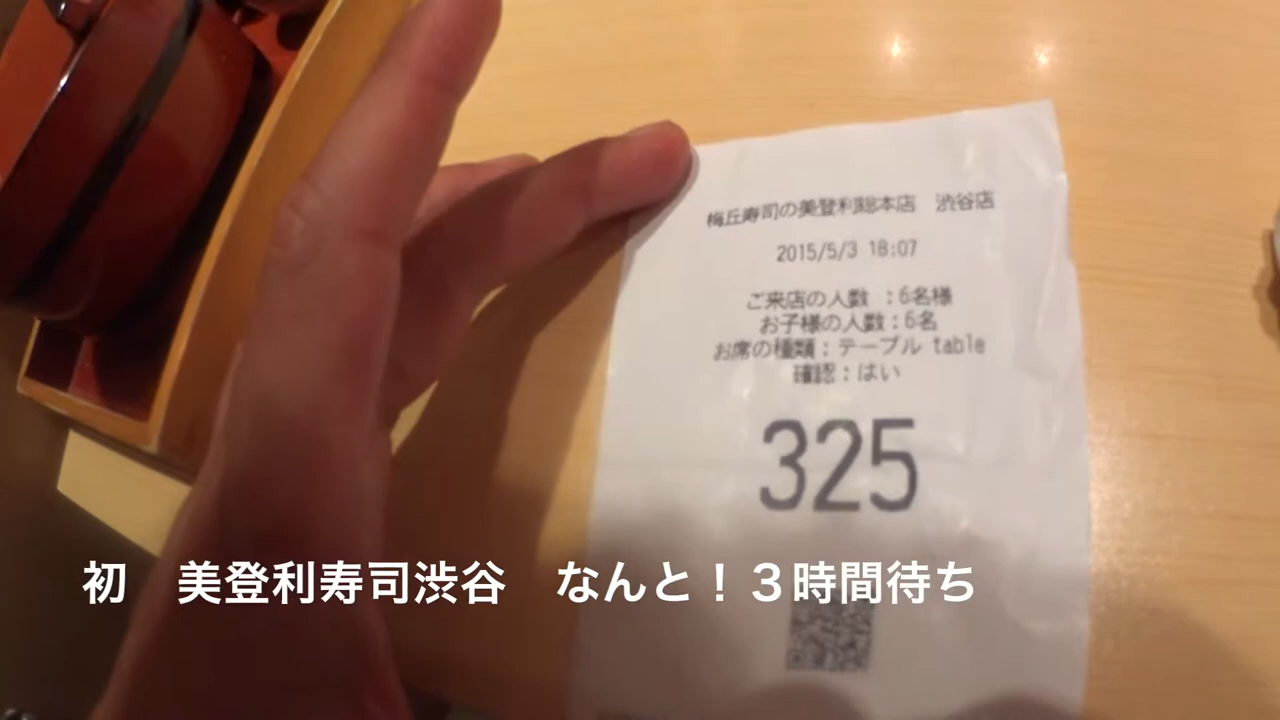 梅丘寿司の美登利総本店　渋谷店
2015/5/3 18:07
ご来店の人数 :6名様
お子様の人数:6名
お席の種類:テーブル table
確認:はい
325
初　美登利寿司渋谷　なんと！３時間待ち